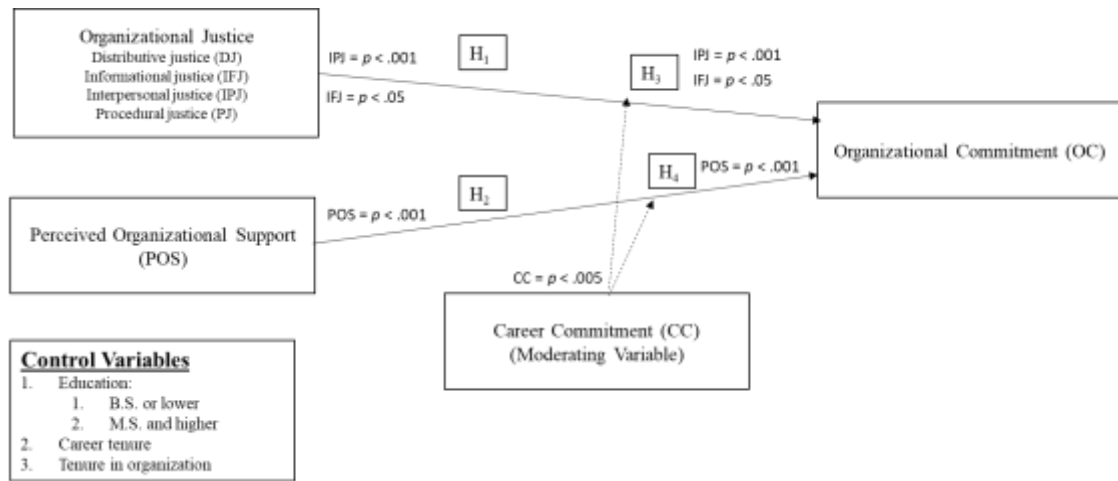 Organizational Justice
Distributive justice (DJ)
Informational justice (IFJ)
Interpersonal justice (IPJ)
Procedural justice (PJ)
IPJ = p < .001
IFJ = p < .05
H1
H3
IPJ = p < .001
IFJ = p < .05
Organizational Commitment (OC)
Perceived Organizational Support
(POS)
POS = p < .001
H2
H4
POS = p < .001
CC = p < .005
Career Commitment (CC)
(Moderating Variable)
Control Variables
1. Education:
1. B.S. or lower
2. M.S. and higher
2. Career tenure
3. Tenure in organization